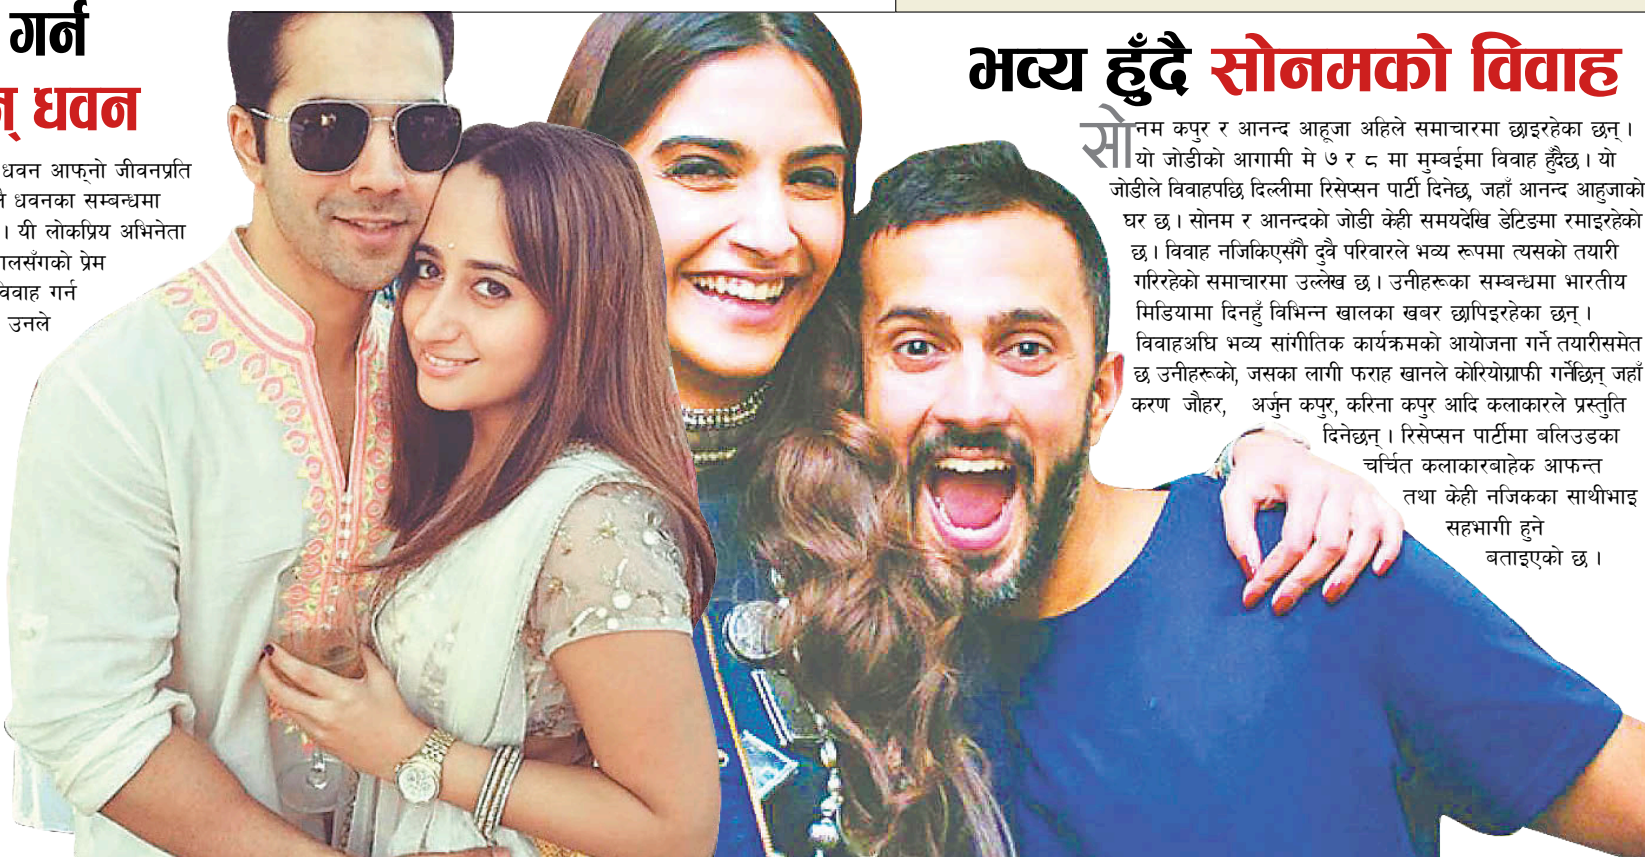 गर्न
धवन
धवन आफ्नो जीवनप्रति
धवनका सम्बन्धमा
। यी लोकप्रिय अभिनेता
प्रेम
गर्न
उनले
भव्य हुँदै सोनमको विवाह
सोनम कपुर र आनन्द आहूजा अहिले समाचारमा छाइरहेका छन् ।
यो जोडीको आगामी मे ७ र ८ मा मुम्बईमा विवाह हुँदैछ । यो
जोडीले विवाहपछि दिल्लीमा रिसेप्सन पार्टी दिनेछ, जहाँ आनन्द आहुजाको
घर छ । सोनम र आनन्दको जोडी केही समयदेखि डेटिङमा रमाइरहेको
छ । विवाह नजिकिएसँगै दुवै परिवारले भव्य रूपमा त्यसको तयारी
गरिरहेको समाचारमा उल्लेख छ । उनीहरूका सम्बन्धमा भारतीय
मिडियामा दिनहुँ विभिन्न खालका खबर छापिइरहेका छन् ।
विवाहअघि भव्य सांगीतिक कार्यक्रमको आयोजना गर्ने तयारीसमेत
छ उनीहरूको, जसका लागी फराह खानले कोरियोग्राफी गर्नेछिन् जहाँ
करण जौहर, अर्जुन कपुर, करिना कपुर आदि कलाकारले प्रस्तुति
दिनेछन् । रिसेप्सन पार्टीमा बलिउडका
चर्चित कलाकारबाहेक आफन्त
तथा केही नजिकका साथीभाइ
सहभागी हुने
बताइएको छ ।